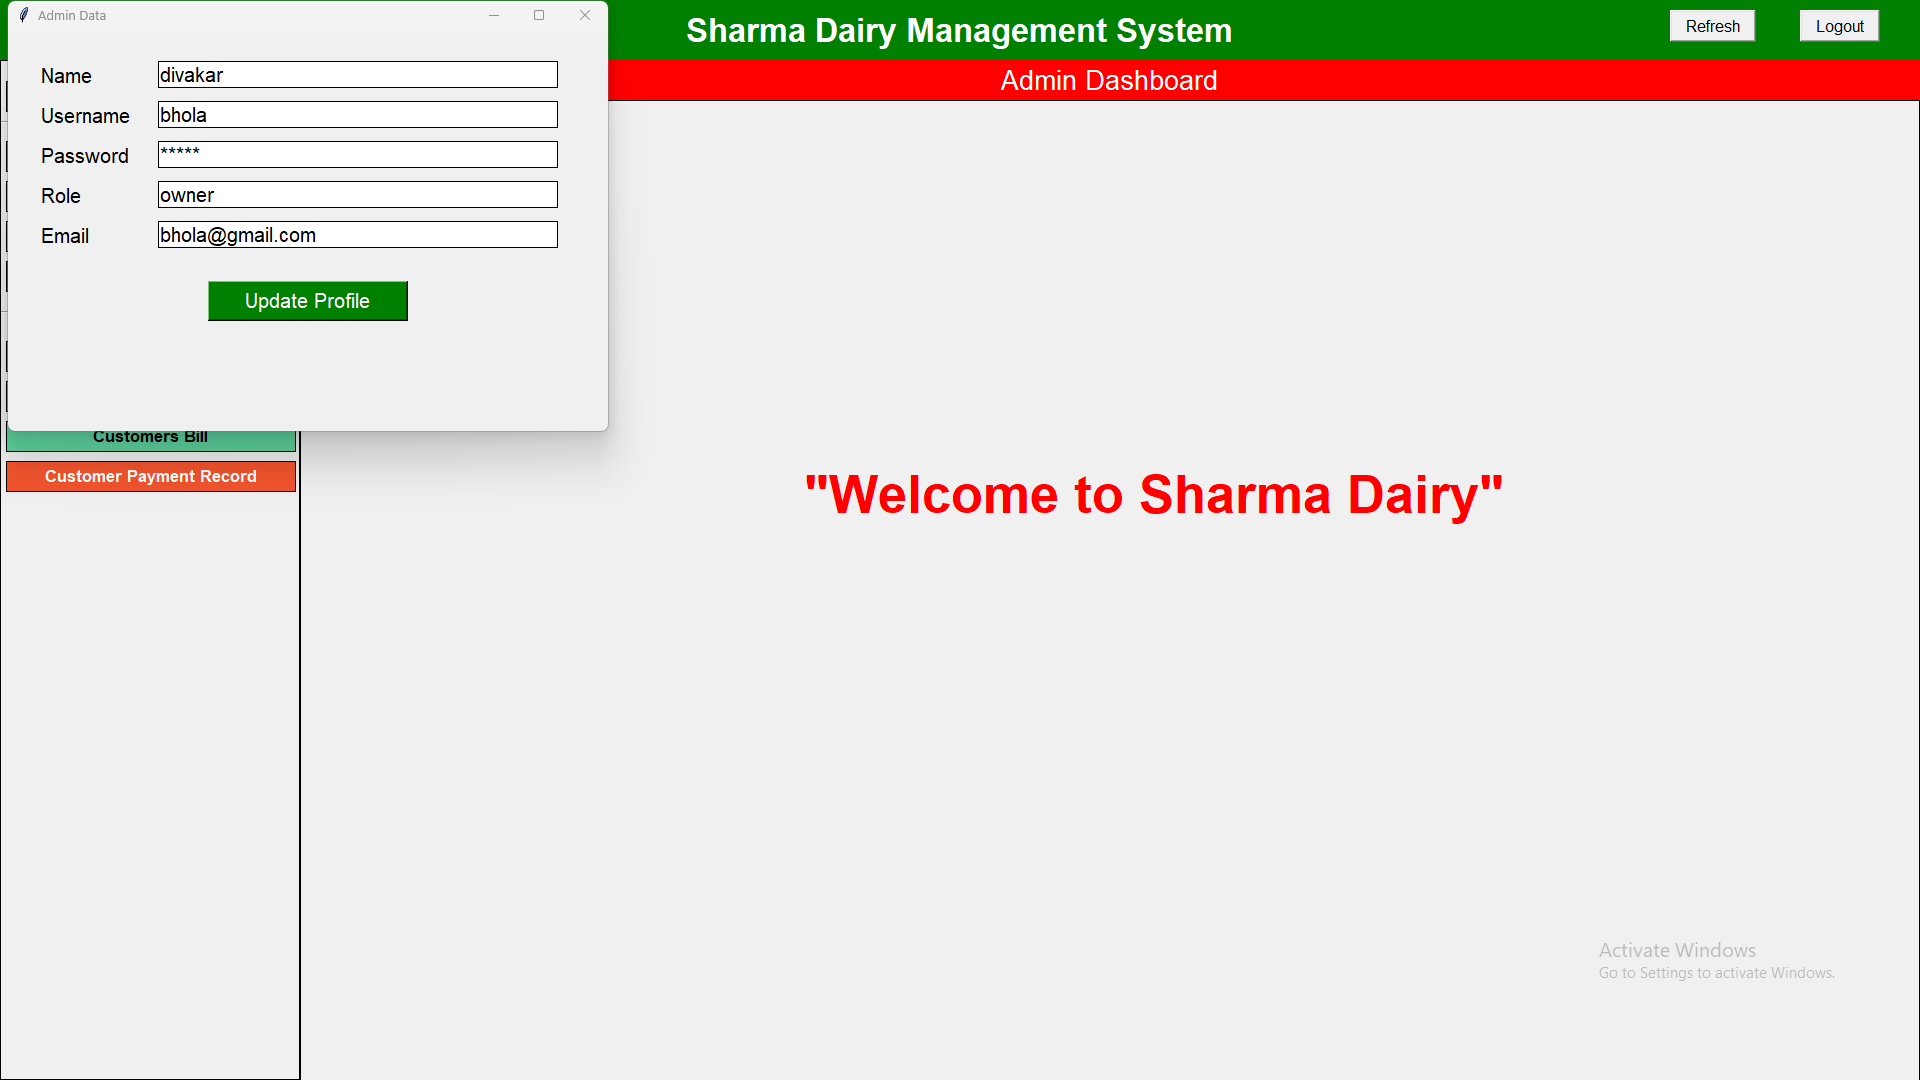 Admin Data
Sharma Dairy Management System
Refresh
Logout
Admin Dashboard
Name
divakar
Username
bhola
Password
*****
Role
owner
Email
bhola@gmail.com
Update Profile
Customers Bill
Customer Payment Record
"Welcome to Sharma Dairy"
Activate Windows
Go to Settings to activate Windows.